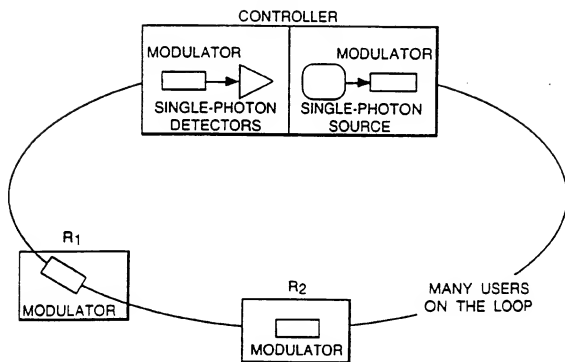 CONTROLLER
MODULATOR
SINGLE-PHOTON
DETECTORS
MODULATOR
SINGLE-PHOTON
SOURCE
R1
MODULATOR
R2
MODULATOR
MANY USERS
ON THE LOOP